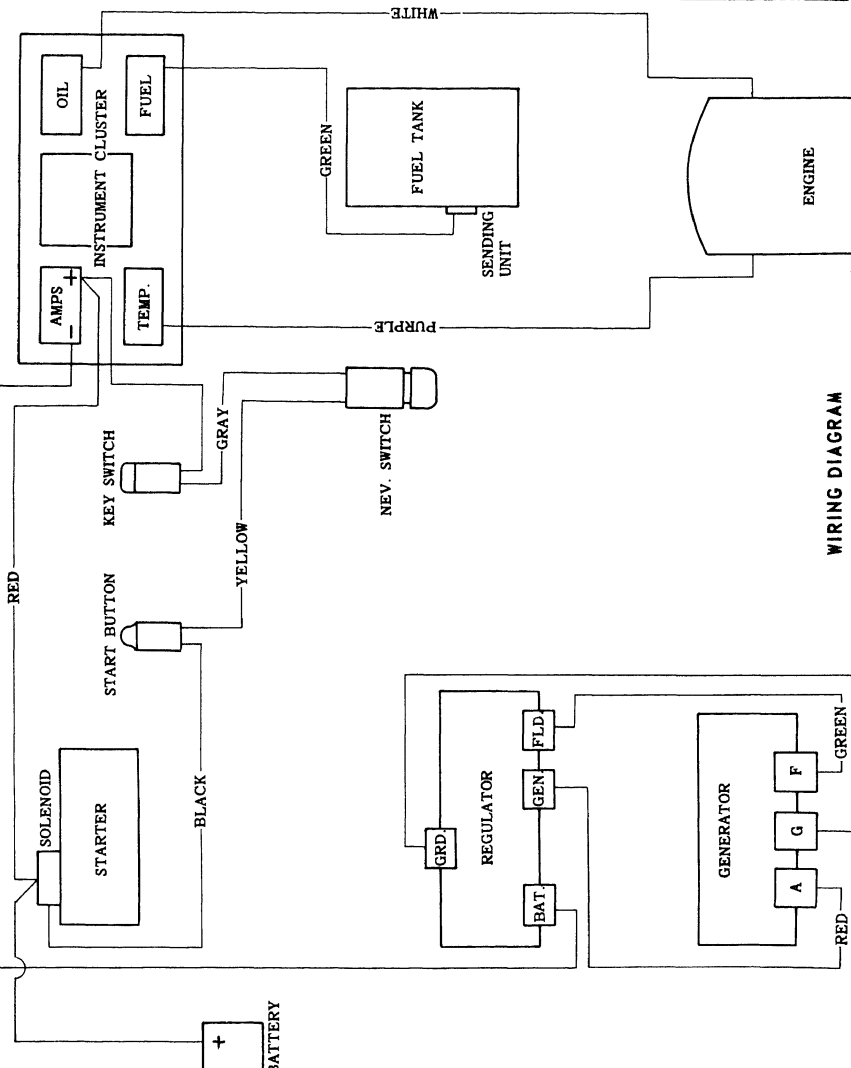 WHITE
OIL
FUEL
INSTRUMENT CLUSTER
AMPS
+
−
TEMP.
GREEN
FUEL TANK
SENDING
UNIT
ENGINE
PURPLE
RED
KEY SWITCH
GRAY
NEV. SWITCH
START BUTTON
YELLOW
SOLENOID
STARTER
BLACK
GRD.
REGULATOR
FLD.
GEN.
BAT.
GENERATOR
F
G
A
GREEN
RED
+
BATTERY
WIRING DIAGRAM